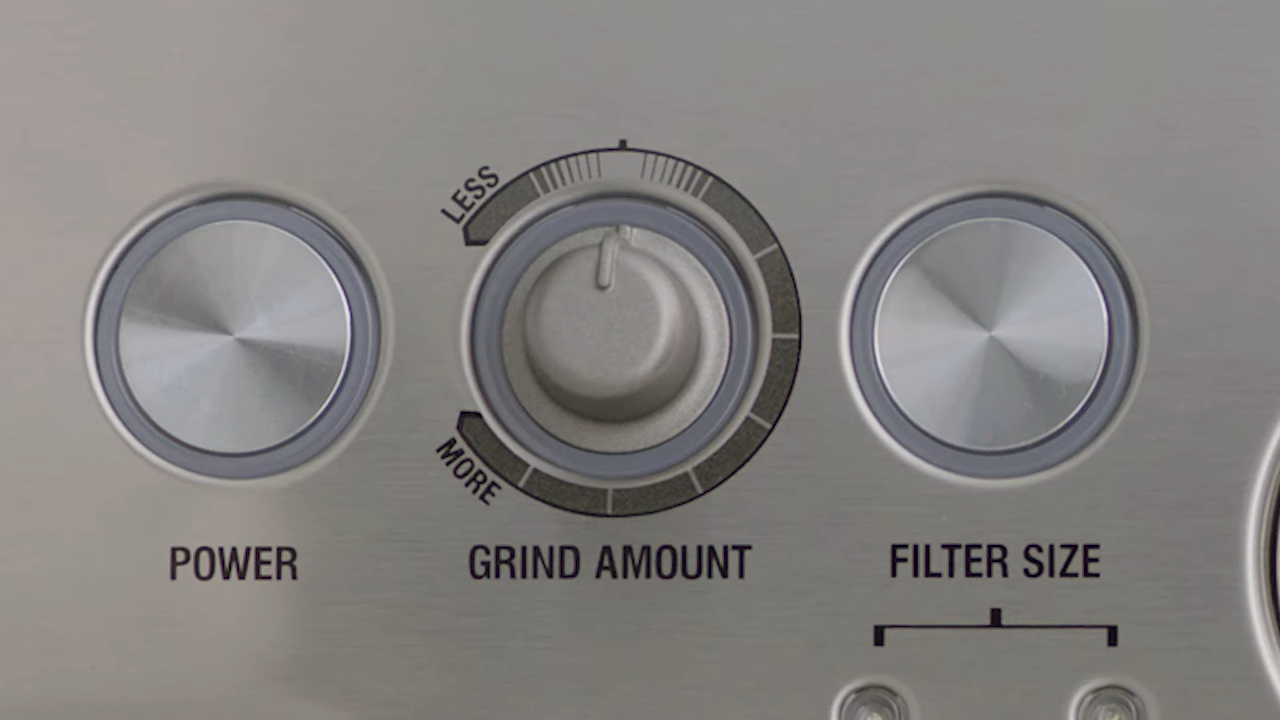 LESS
MORE
POWER
GRIND AMOUNT
FILTER SIZE